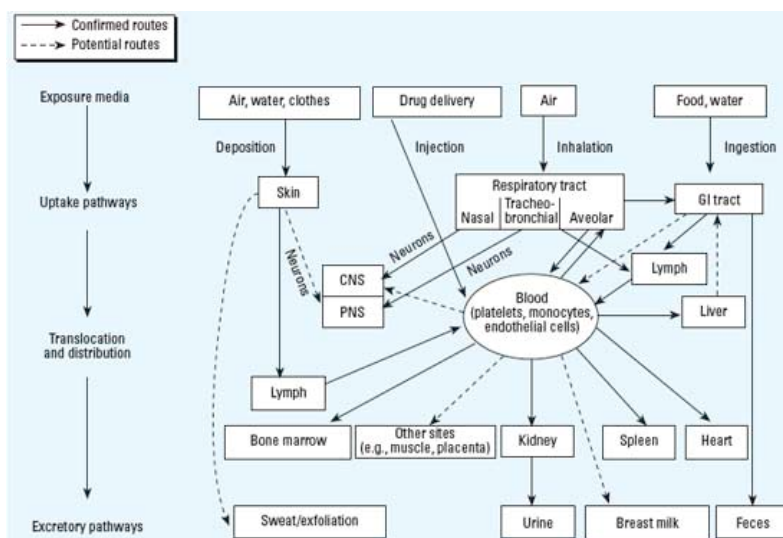 Confirmed routes
Potential routes
Exposure media
Air, water, clothes
Drug delivery
Air
Food, water
Deposition
Injection
Inhalation
Ingestion
Uptake pathways
Skin
Respiratory tract
Nasal
Tracheo-
bronchial
Aveolar
GI tract
Neurons
Neurons
Neurons
CNS
PNS
Lymph
Blood
(platelets, monocytes,
endothelial cells)
Liver
Translocation
and distribution
Lymph
Bone marrow
Other sites
(e.g., muscle, placenta)
Kidney
Spleen
Heart
Excretory pathways
Sweat/exfoliation
Urine
Breast milk
Feces